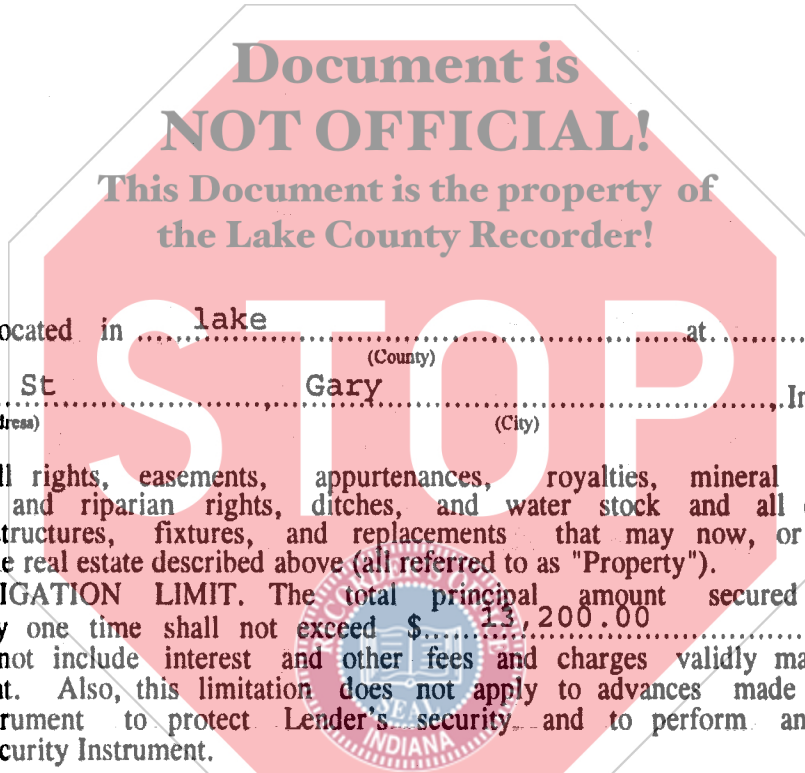 Document is
NOT OFFICIAL!
This Document is the property of
the Lake County Recorder!
STOP
ocated in ......lake......at......
(County)
St ......, Gary ......, In
dress) (City)
ll rights, easements, appurtenances, royalties, mineral
and riparian rights, ditches, and water stock and all
tructures, fixtures, and replacements that may now, or
e real estate described above (all referred to as "Property").
IGATION LIMIT. The total principal amount secured
y one time shall not exceed $......13,200.00......
not include interest and other fees and charges validly ma
t. Also, this limitation does not apply to advances made
rument to protect Lender's security and to perform an
curity Instrument.
RECORDER'S OFFICE
SEAL
INDIANA